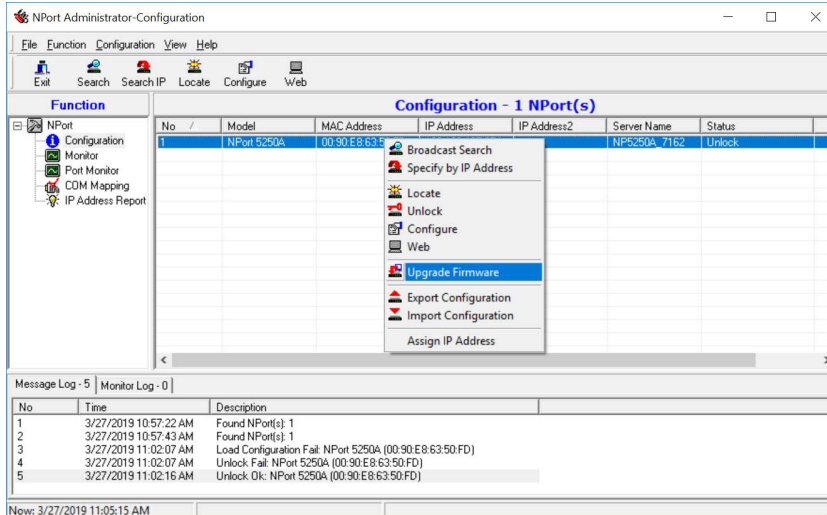 NPort Administrator-Configuration
File Function Configuration View Help
Exit Search Search IP Locate Configure Web
Function
Configuration - 1 NPort(s)
NPort
Configuration
Monitor
Port Monitor
COM Mapping
IP Address Report
No / Model MAC Address IP Address IP Address2 Server Name Status
1 NPort 5250A 00:90:E8:63:5 NP5250A_7162 Unlock
Broadcast Search
Specify by IP Address
Locate
Unlock
Configure
Web
Upgrade Firmware
Export Configuration
Import Configuration
Assign IP Address
Message Log - 5 Monitor Log - 0
No Time Description
1 3/27/2019 10:57:22 AM Found NPort(s): 1
2 3/27/2019 10:57:43 AM Found NPort(s): 1
3 3/27/2019 11:02:07 AM Load Configuration Fail: NPort 5250A (00:90:E8:63:50:FD)
4 3/27/2019 11:02:07 AM Unlock Fail: NPort 5250A (00:90:E8:63:50:FD)
5 3/27/2019 11:02:16 AM Unlock Ok: NPort 5250A (00:90:E8:63:50:FD)
Now: 3/27/2019 11:05:15 AM